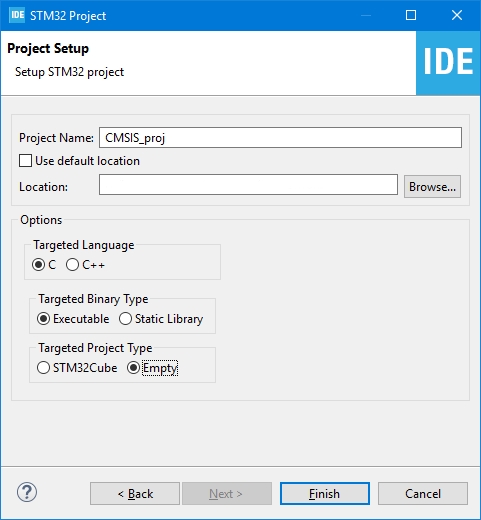 IDE STM32 Project
Project Setup
Setup STM32 project
IDE
Project Name: CMSIS_proj
Use default location
Location: Browse...
Options
Targeted Language
C C++
Targeted Binary Type
Executable Static Library
Targeted Project Type
STM32Cube Empty
? < Back Next > Finish Cancel